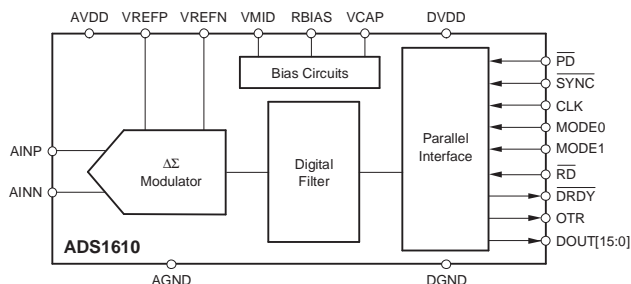 AVDD VREFP VREFN VMID RBIAS VCAP DVDD
Bias Circuits
PD
SYNC
CLK
MODE0
MODE1
RD
DRDY
OTR
DOUT[15:0]
AINP
AINN
ΔΣ
Modulator
Digital
Filter
Parallel
Interface
ADS1610
AGND DGND